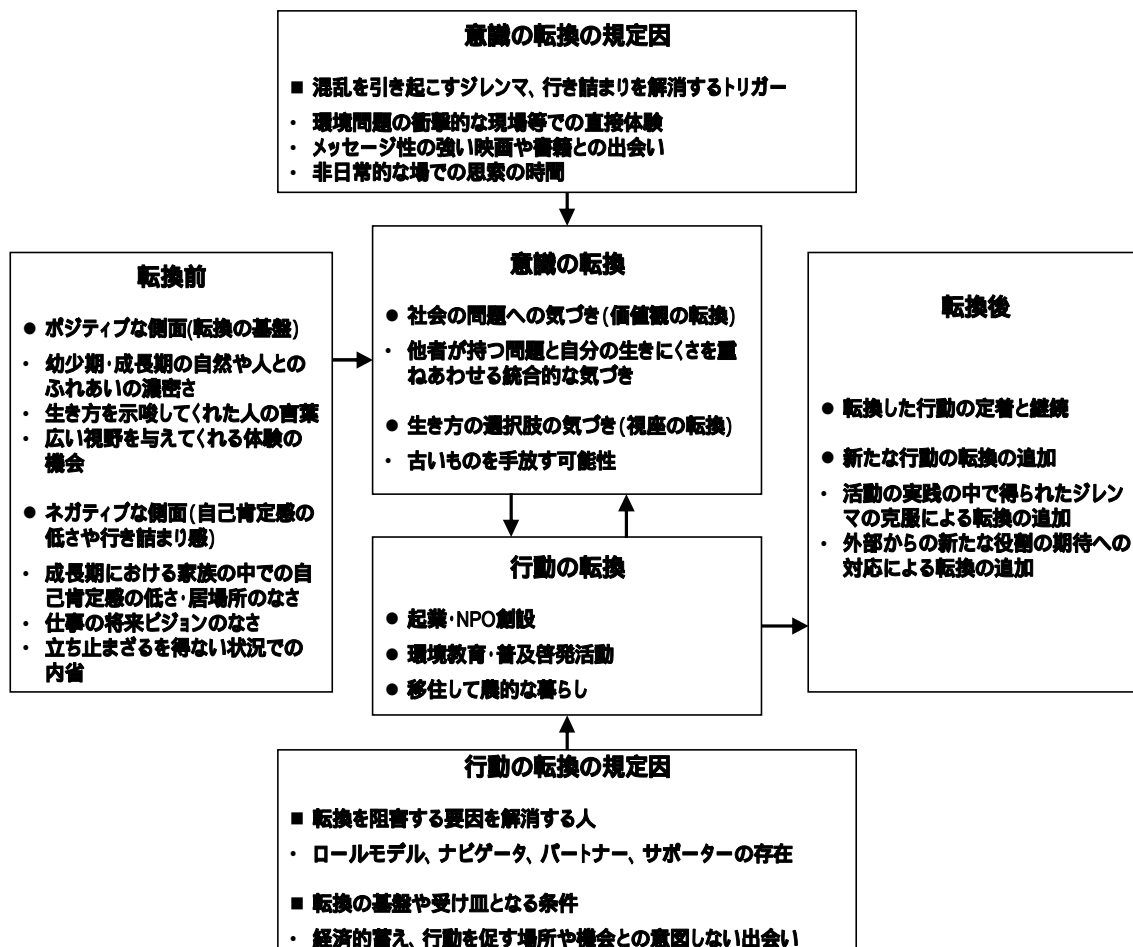 意識の転換の規定因
■ 混乱を引き起こすジレンマ、行き詰まりを解消するトリガー
・ 環境問題の衝撃的な現場等での直接体験
・ メッセージ性の強い映画や書籍との出会い
・ 非日常的な場での思索の時間
転換前
● ポジティブな側面(転換の基盤)
・ 幼少期・成長期の自然や人との
ふれあいの濃密さ
・ 生き方を示唆してくれた人の言葉
・ 広い視野を与えてくれる体験の
機会
● ネガティブな側面(自己肯定感の
低さや行き詰まり感)
・ 成長期における家族の中での自
己肯定感の低さ・居場所のなさ
・ 仕事の将来ビジョンのなさ
・ 立ち止まざるを得ない状況での
内省
意識の転換
● 社会の問題への気づき(価値観の転換)
・ 他者が持つ問題と自分の生きにくさを重
ねあわせる統合的な気づき
● 生き方の選択肢の気づき(視座の転換)
・ 古いものを手放す可能性
行動の転換
● 起業・NPO創設
● 環境教育・普及啓発活動
● 移住して農的な暮らし
転換後
● 転換した行動の定着と継続
● 新たな行動の転換の追加
・ 活動の実践の中で得られたジレン
マの克服による転換の追加
・ 外部からの新たな役割の期待への
対応による転換の追加
行動の転換の規定因
■ 転換を阻害する要因を解消する人
・ ロールモデル、ナビゲータ、パートナー、サポーターの存在
■ 転換の基盤や受け皿となる条件
・ 経済的蓄え、行動を促す場所や機会との意図しない出会い